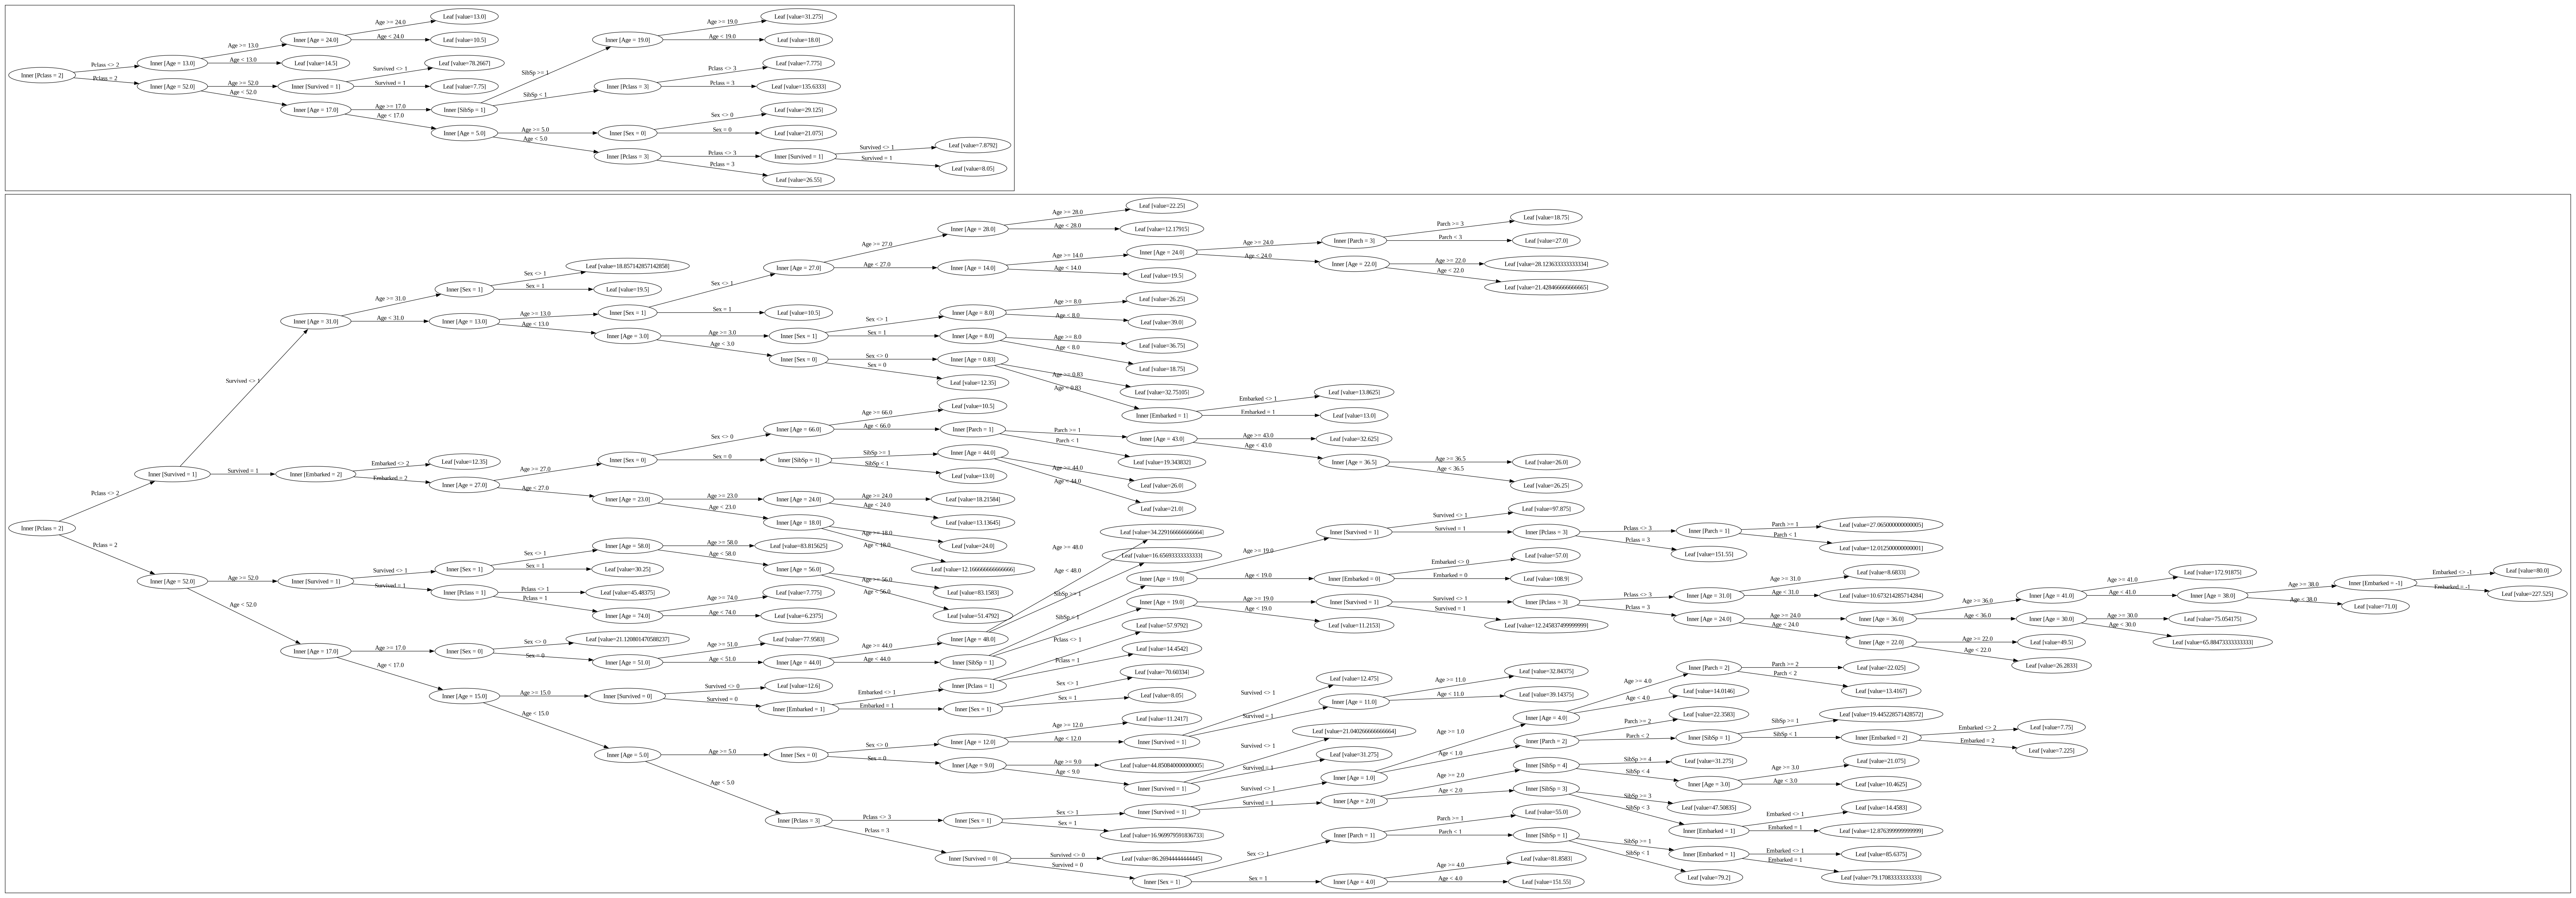 Inner [Pclass = 2]
Pclass <> 2
Pclass = 2
Inner [Age = 13.0]
Age >= 13.0
Age < 13.0
Inner [Age = 24.0]
Age >= 24.0
Age < 24.0
Leaf [value=13.0]
Leaf [value=10.5]
Leaf [value=14.5]
Inner [Age = 52.0]
Age >= 52.0
Age < 52.0
Inner [Survived = 1]
Survived <> 1
Survived = 1
Leaf [value=78.2667]
Leaf [value=7.75]
Inner [Age = 17.0]
Age >= 17.0
Age < 17.0
Inner [SibSp = 1]
SibSp >= 1
SibSp < 1
Inner [Age = 19.0]
Age >= 19.0
Age < 19.0
Leaf [value=31.275]
Leaf [value=18.0]
Inner [Pclass = 3]
Pclass <> 3
Pclass = 3
Leaf [value=7.775]
Leaf [value=135.6333]
Inner [Age = 5.0]
Age >= 5.0
Age < 5.0
Inner [Sex = 0]
Sex <> 0
Sex = 0
Leaf [value=29.125]
Leaf [value=21.075]
Inner [Pclass = 3]
Pclass <> 3
Pclass = 3
Inner [Survived = 1]
Survived <> 1
Survived = 1
Leaf [value=7.8792]
Leaf [value=8.05]
Leaf [value=26.55]
Inner [Pclass = 2]
Pclass <> 2
Pclass = 2
Inner [Survived = 1]
Survived <> 1
Survived = 1
Inner [Age = 31.0]
Age >= 31.0
Age < 31.0
Inner [Sex = 1]
Sex <> 1
Sex = 1
Leaf [value=18.857142857142858]
Leaf [value=19.5]
Inner [Age = 13.0]
Age >= 13.0
Age < 13.0
Inner [Sex = 1]
Sex <> 1
Sex = 1
Inner [Age = 27.0]
Age >= 27.0
Age < 27.0
Inner [Age = 28.0]
Age >= 28.0
Age < 28.0
Leaf [value=22.25]
Leaf [value=12.17915]
Inner [Age = 14.0]
Age >= 14.0
Age < 14.0
Inner [Age = 24.0]
Age >= 24.0
Age < 24.0
Inner [Parch = 3]
Parch >= 3
Parch < 3
Leaf [value=18.75]
Leaf [value=27.0]
Inner [Age = 22.0]
Age >= 22.0
Age < 22.0
Leaf [value=28.123633333333334]
Leaf [value=21.428466666666665]
Leaf [value=19.5]
Leaf [value=10.5]
Inner [Age = 3.0]
Age >= 3.0
Age < 3.0
Inner [Sex = 1]
Sex <> 1
Sex = 1
Inner [Age = 8.0]
Age >= 8.0
Age < 8.0
Leaf [value=26.25]
Leaf [value=39.0]
Inner [Age = 8.0]
Age >= 8.0
Age < 8.0
Leaf [value=36.75]
Leaf [value=18.75]
Inner [Sex = 0]
Sex <> 0
Sex = 0
Inner [Age = 0.83]
Age >= 0.83
Age < 0.83
Leaf [value=32.75105]
Inner [Embarked = 1]
Embarked <> 1
Embarked = 1
Leaf [value=13.8625]
Leaf [value=13.0]
Leaf [value=12.35]
Inner [Embarked = 2]
Embarked <> 2
Embarked = 2
Leaf [value=12.35]
Inner [Age = 27.0]
Age >= 27.0
Age < 27.0
Inner [Sex = 0]
Sex <> 0
Sex = 0
Inner [Age = 66.0]
Age >= 66.0
Age < 66.0
Leaf [value=10.5]
Inner [Parch = 1]
Parch >= 1
Parch < 1
Inner [Age = 43.0]
Age >= 43.0
Age < 43.0
Leaf [value=32.625]
Inner [Age = 36.5]
Age >= 36.5
Age < 36.5
Leaf [value=26.0]
Leaf [value=26.25]
Leaf [value=19.343832]
Inner [SibSp = 1]
SibSp >= 1
SibSp < 1
Inner [Age = 44.0]
Age >= 44.0
Age < 44.0
Leaf [value=26.0]
Leaf [value=21.0]
Leaf [value=13.0]
Inner [Age = 23.0]
Age >= 23.0
Age < 23.0
Inner [Age = 24.0]
Age >= 24.0
Age < 24.0
Leaf [value=18.21584]
Leaf [value=13.13645]
Inner [Age = 18.0]
Age >= 18.0
Age < 18.0
Leaf [value=24.0]
Leaf [value=12.166666666666666]
Inner [Age = 52.0]
Age >= 52.0
Age < 52.0
Inner [Survived = 1]
Survived <> 1
Survived = 1
Inner [Sex = 1]
Sex <> 1
Sex = 1
Inner [Age = 58.0]
Age >= 58.0
Age < 58.0
Leaf [value=83.815625]
Inner [Age = 56.0]
Age >= 56.0
Age < 56.0
Leaf [value=83.1583]
Leaf [value=51.4792]
Leaf [value=30.25]
Inner [Pclass = 1]
Pclass <> 1
Pclass = 1
Leaf [value=45.48375]
Inner [Age = 74.0]
Age >= 74.0
Age < 74.0
Leaf [value=7.775]
Leaf [value=6.2375]
Inner [Age = 17.0]
Age >= 17.0
Age < 17.0
Inner [Sex = 0]
Sex <> 0
Sex = 0
Leaf [value=21.120801470588237]
Inner [Age = 51.0]
Age >= 51.0
Age < 51.0
Leaf [value=77.9583]
Inner [Age = 44.0]
Age >= 44.0
Age < 44.0
Inner [Age = 48.0]
Age >= 48.0
Age < 48.0
Leaf [value=34.229166666666664]
Leaf [value=16.65693333333333]
Inner [SibSp = 1]
SibSp >= 1
SibSp < 1
Inner [Age = 19.0]
Age >= 19.0
Age < 19.0
Inner [Survived = 1]
Survived <> 1
Survived = 1
Leaf [value=97.875]
Inner [Pclass = 3]
Pclass <> 3
Pclass = 3
Inner [Parch = 1]
Parch >= 1
Parch < 1
Leaf [value=27.065000000000005]
Leaf [value=12.012500000000001]
Leaf [value=151.55]
Inner [Embarked = 0]
Embarked <> 0
Embarked = 0
Leaf [value=57.0]
Leaf [value=108.9]
Inner [Age = 19.0]
Age >= 19.0
Age < 19.0
Inner [Survived = 1]
Survived <> 1
Survived = 1
Inner [Pclass = 3]
Pclass <> 3
Pclass = 3
Inner [Age = 31.0]
Age >= 31.0
Age < 31.0
Leaf [value=8.6833]
Leaf [value=10.673214285714284]
Inner [Age = 24.0]
Age >= 24.0
Age < 24.0
Inner [Age = 36.0]
Age >= 36.0
Age < 36.0
Inner [Age = 41.0]
Age >= 41.0
Age < 41.0
Leaf [value=172.91875]
Inner [Age = 38.0]
Age >= 38.0
Age < 38.0
Inner [Embarked = -1]
Embarked <> -1
Embarked = -1
Leaf [value=80.0]
Leaf [value=227.525]
Leaf [value=71.0]
Inner [Age = 30.0]
Age >= 30.0
Age < 30.0
Leaf [value=75.054175]
Leaf [value=65.88473333333333]
Inner [Age = 22.0]
Age >= 22.0
Age < 22.0
Leaf [value=49.5]
Leaf [value=26.2833]
Leaf [value=12.245837499999999]
Leaf [value=11.2153]
Inner [Age = 15.0]
Age >= 15.0
Age < 15.0
Inner [Survived = 0]
Survived <> 0
Survived = 0
Leaf [value=12.6]
Inner [Embarked = 1]
Embarked <> 1
Embarked = 1
Inner [Pclass = 1]
Pclass <> 1
Pclass = 1
Leaf [value=57.9792]
Leaf [value=14.4542]
Inner [Sex = 1]
Sex <> 1
Sex = 1
Leaf [value=70.60334]
Leaf [value=8.05]
Inner [Age = 5.0]
Age >= 5.0
Age < 5.0
Inner [Sex = 0]
Sex <> 0
Sex = 0
Inner [Age = 12.0]
Age >= 12.0
Age < 12.0
Leaf [value=11.2417]
Inner [Survived = 1]
Survived <> 1
Survived = 1
Leaf [value=12.475]
Inner [Age = 11.0]
Age >= 11.0
Age < 11.0
Leaf [value=32.84375]
Leaf [value=39.14375]
Inner [Age = 9.0]
Age >= 9.0
Age < 9.0
Leaf [value=44.850840000000005]
Inner [Survived = 1]
Survived <> 1
Survived = 1
Leaf [value=21.040266666666664]
Leaf [value=31.275]
Inner [Pclass = 3]
Pclass <> 3
Pclass = 3
Inner [Sex = 1]
Sex <> 1
Sex = 1
Inner [Survived = 1]
Survived <> 1
Survived = 1
Inner [Age = 1.0]
Age >= 1.0
Age < 1.0
Inner [Age = 4.0]
Age >= 4.0
Age < 4.0
Inner [Parch = 2]
Parch >= 2
Parch < 2
Leaf [value=22.025]
Leaf [value=13.4167]
Leaf [value=14.0146]
Inner [Parch = 2]
Parch >= 2
Parch < 2
Leaf [value=22.3583]
Inner [SibSp = 1]
SibSp >= 1
SibSp < 1
Leaf [value=19.445228571428572]
Inner [Embarked = 2]
Embarked <> 2
Embarked = 2
Leaf [value=7.75]
Leaf [value=7.225]
Inner [Age = 2.0]
Age >= 2.0
Age < 2.0
Inner [SibSp = 4]
SibSp >= 4
SibSp < 4
Leaf [value=31.275]
Inner [Age = 3.0]
Age >= 3.0
Age < 3.0
Leaf [value=21.075]
Leaf [value=10.4625]
Inner [SibSp = 3]
SibSp >= 3
SibSp < 3
Leaf [value=47.50835]
Inner [Embarked = 1]
Embarked <> 1
Embarked = 1
Leaf [value=14.4583]
Leaf [value=12.876399999999999]
Leaf [value=16.969979591836733]
Inner [Survived = 0]
Survived <> 0
Survived = 0
Leaf [value=86.26944444444445]
Inner [Sex = 1]
Sex <> 1
Sex = 1
Inner [Parch = 1]
Parch >= 1
Parch < 1
Leaf [value=55.0]
Inner [SibSp = 1]
SibSp >= 1
SibSp < 1
Inner [Embarked = 1]
Embarked <> 1
Embarked = 1
Leaf [value=85.6375]
Leaf [value=79.17083333333333]
Leaf [value=79.2]
Inner [Age = 4.0]
Age >= 4.0
Age < 4.0
Leaf [value=81.8583]
Leaf [value=151.55]